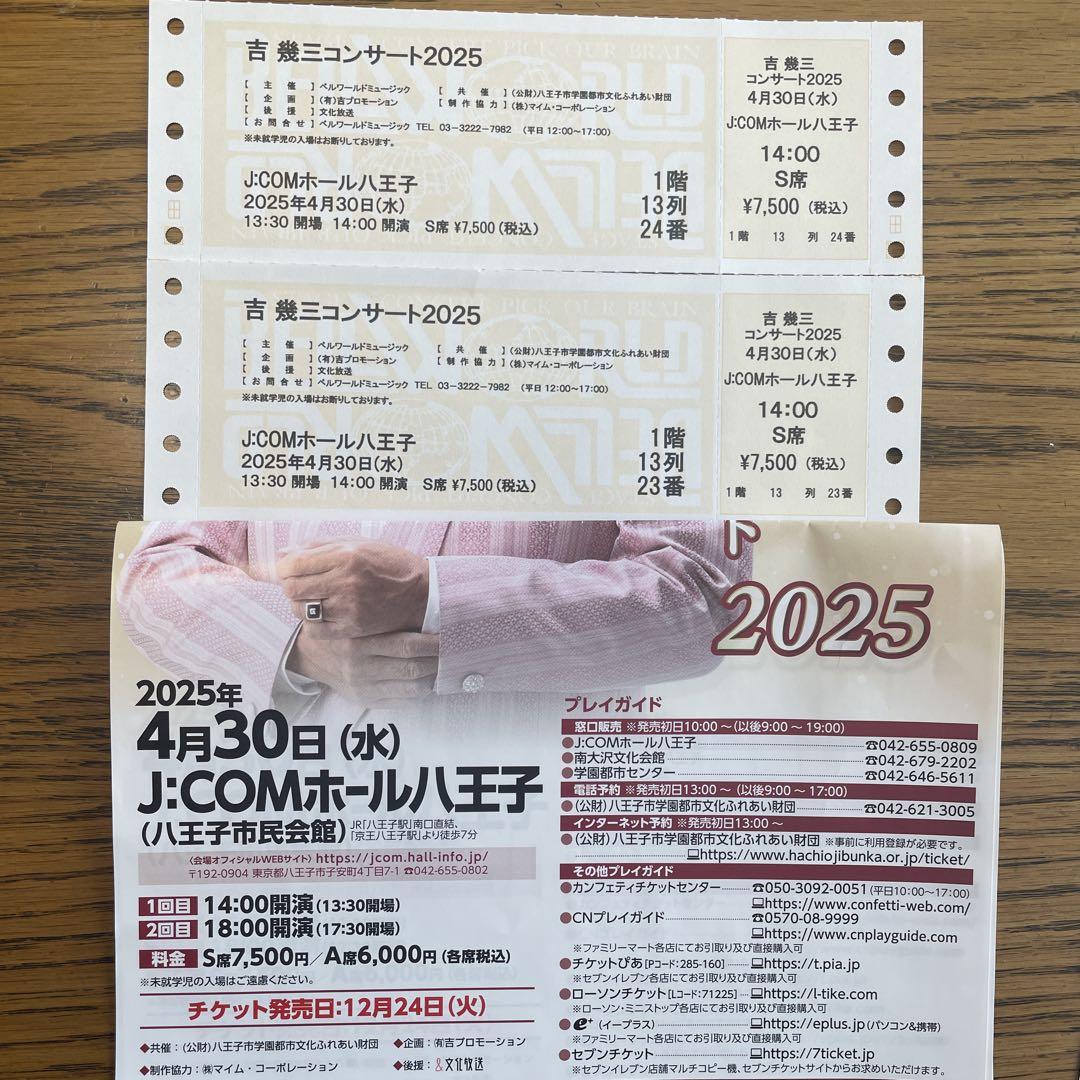 吉 幾三コンサート2025
【 主 催 】ベルワールドミュージック 【 共 催 】(公財)八王子市学園都市文化ふれあい財団
【 企 画 】(有)吉プロモーション 【 制 作 協 力 】(株)マイム・コーポレーション
【 後 援 】文化放送
【 お 問 合 せ 】ベルワールドミュージック TEL 03-3222-7982 (平日 12:00~17:00)
※未就学児の入場はお断りしております。
J:COMホール八王子 1階
2025年4月30日(水) 13列
13:30 開場 14:00 開演 S席 ¥7,500(税込) 24番
吉 幾三
コンサート2025
4月30日(水)
J:COMホール八王子
14:00
S席
¥7,500 (税込)
1階 13 列 24番
吉 幾三コンサート2025
【 主 催 】ベルワールドミュージック 【 共 催 】(公財)八王子市学園都市文化ふれあい財団
【 企 画 】(有)吉プロモーション 【 制 作 協 力 】(株)マイム・コーポレーション
【 後 援 】文化放送
【 お 問 合 せ 】ベルワールドミュージック TEL 03-3222-7982 (平日 12:00~17:00)
※未就学児の入場はお断りしております。
J:COMホール八王子 1階
2025年4月30日(水) 13列
13:30 開場 14:00 開演 S席 ¥7,500(税込) 23番
吉 幾三
コンサート2025
4月30日(水)
J:COMホール八王子
14:00
S席
¥7,500 (税込)
1階 13 列 23番
ト
2025
2025年
4月30日(水)
J:COMホール八王子
(八王子市民会館) JR「八王子駅」南口直結、
「京王八王子駅」より徒歩7分
〈会場オフィシャルWEBサイト〉https://jcom.hall-info.jp/
〒192-0904 東京都八王子市子安町4丁目7-1 ☎042-655-0802
1回目 14:00開演(13:30開場)
2回目 18:00開演(17:30開場)
料金 S席7,500円/A席6,000円(各席税込)
※未就学児の入場はご遠慮ください。
チケット発売日:12月24日(火)
◆共催:(公財)八王子市学園都市文化ふれあい財団 ◆企画:㈲吉プロモーション
◆制作協力:㈱マイム・コーポレーション ◆後援:文化放送
プレイガイド
窓口販売 ※発売初日10:00~(以後9:00~19:00)
●J:COMホール八王子 ☎042-655-0809
●南大沢文化会館 ☎042-679-2202
●学園都市センター ☎042-646-5611
電話予約 ※発売初日13:00~(以後9:00~17:00)
●(公財)八王子市学園都市文化ふれあい財団 ☎042-621-3005
インターネット予約 ※発売初日13:00~
●(公財)八王子市学園都市文化ふれあい財団 ※事前に利用登録が必要です。
https://www.hachiojibunka.or.jp/ticket/
その他プレイガイド
●カンフェティチケットセンター ☎050-3092-0051(平日10:00~17:00)
https://www.confetti-web.com/
●CNプレイガイド ☎0570-08-9999
https://www.cnplayguide.com
※ファミリーマート各店にてお引取り及び直接購入可
●チケットぴあ[Pコード:285-160] https://t.pia.jp
※セブンイレブン各店にてお引取り及び直接購入可
●ローソンチケット[Lコード:71225] https://l-tike.com
※ローソン・ミニストップ各店にてお引取り及び直接購入可
●e+(イープラス) https://eplus.jp(パソコン&携帯)
※ファミリーマート各店にてお引取り及び直接購入可
●セブンチケット https://7ticket.jp
※セブンイレブン店舗マルチコピー機、セブンチケットサイトからお求めいただけます。